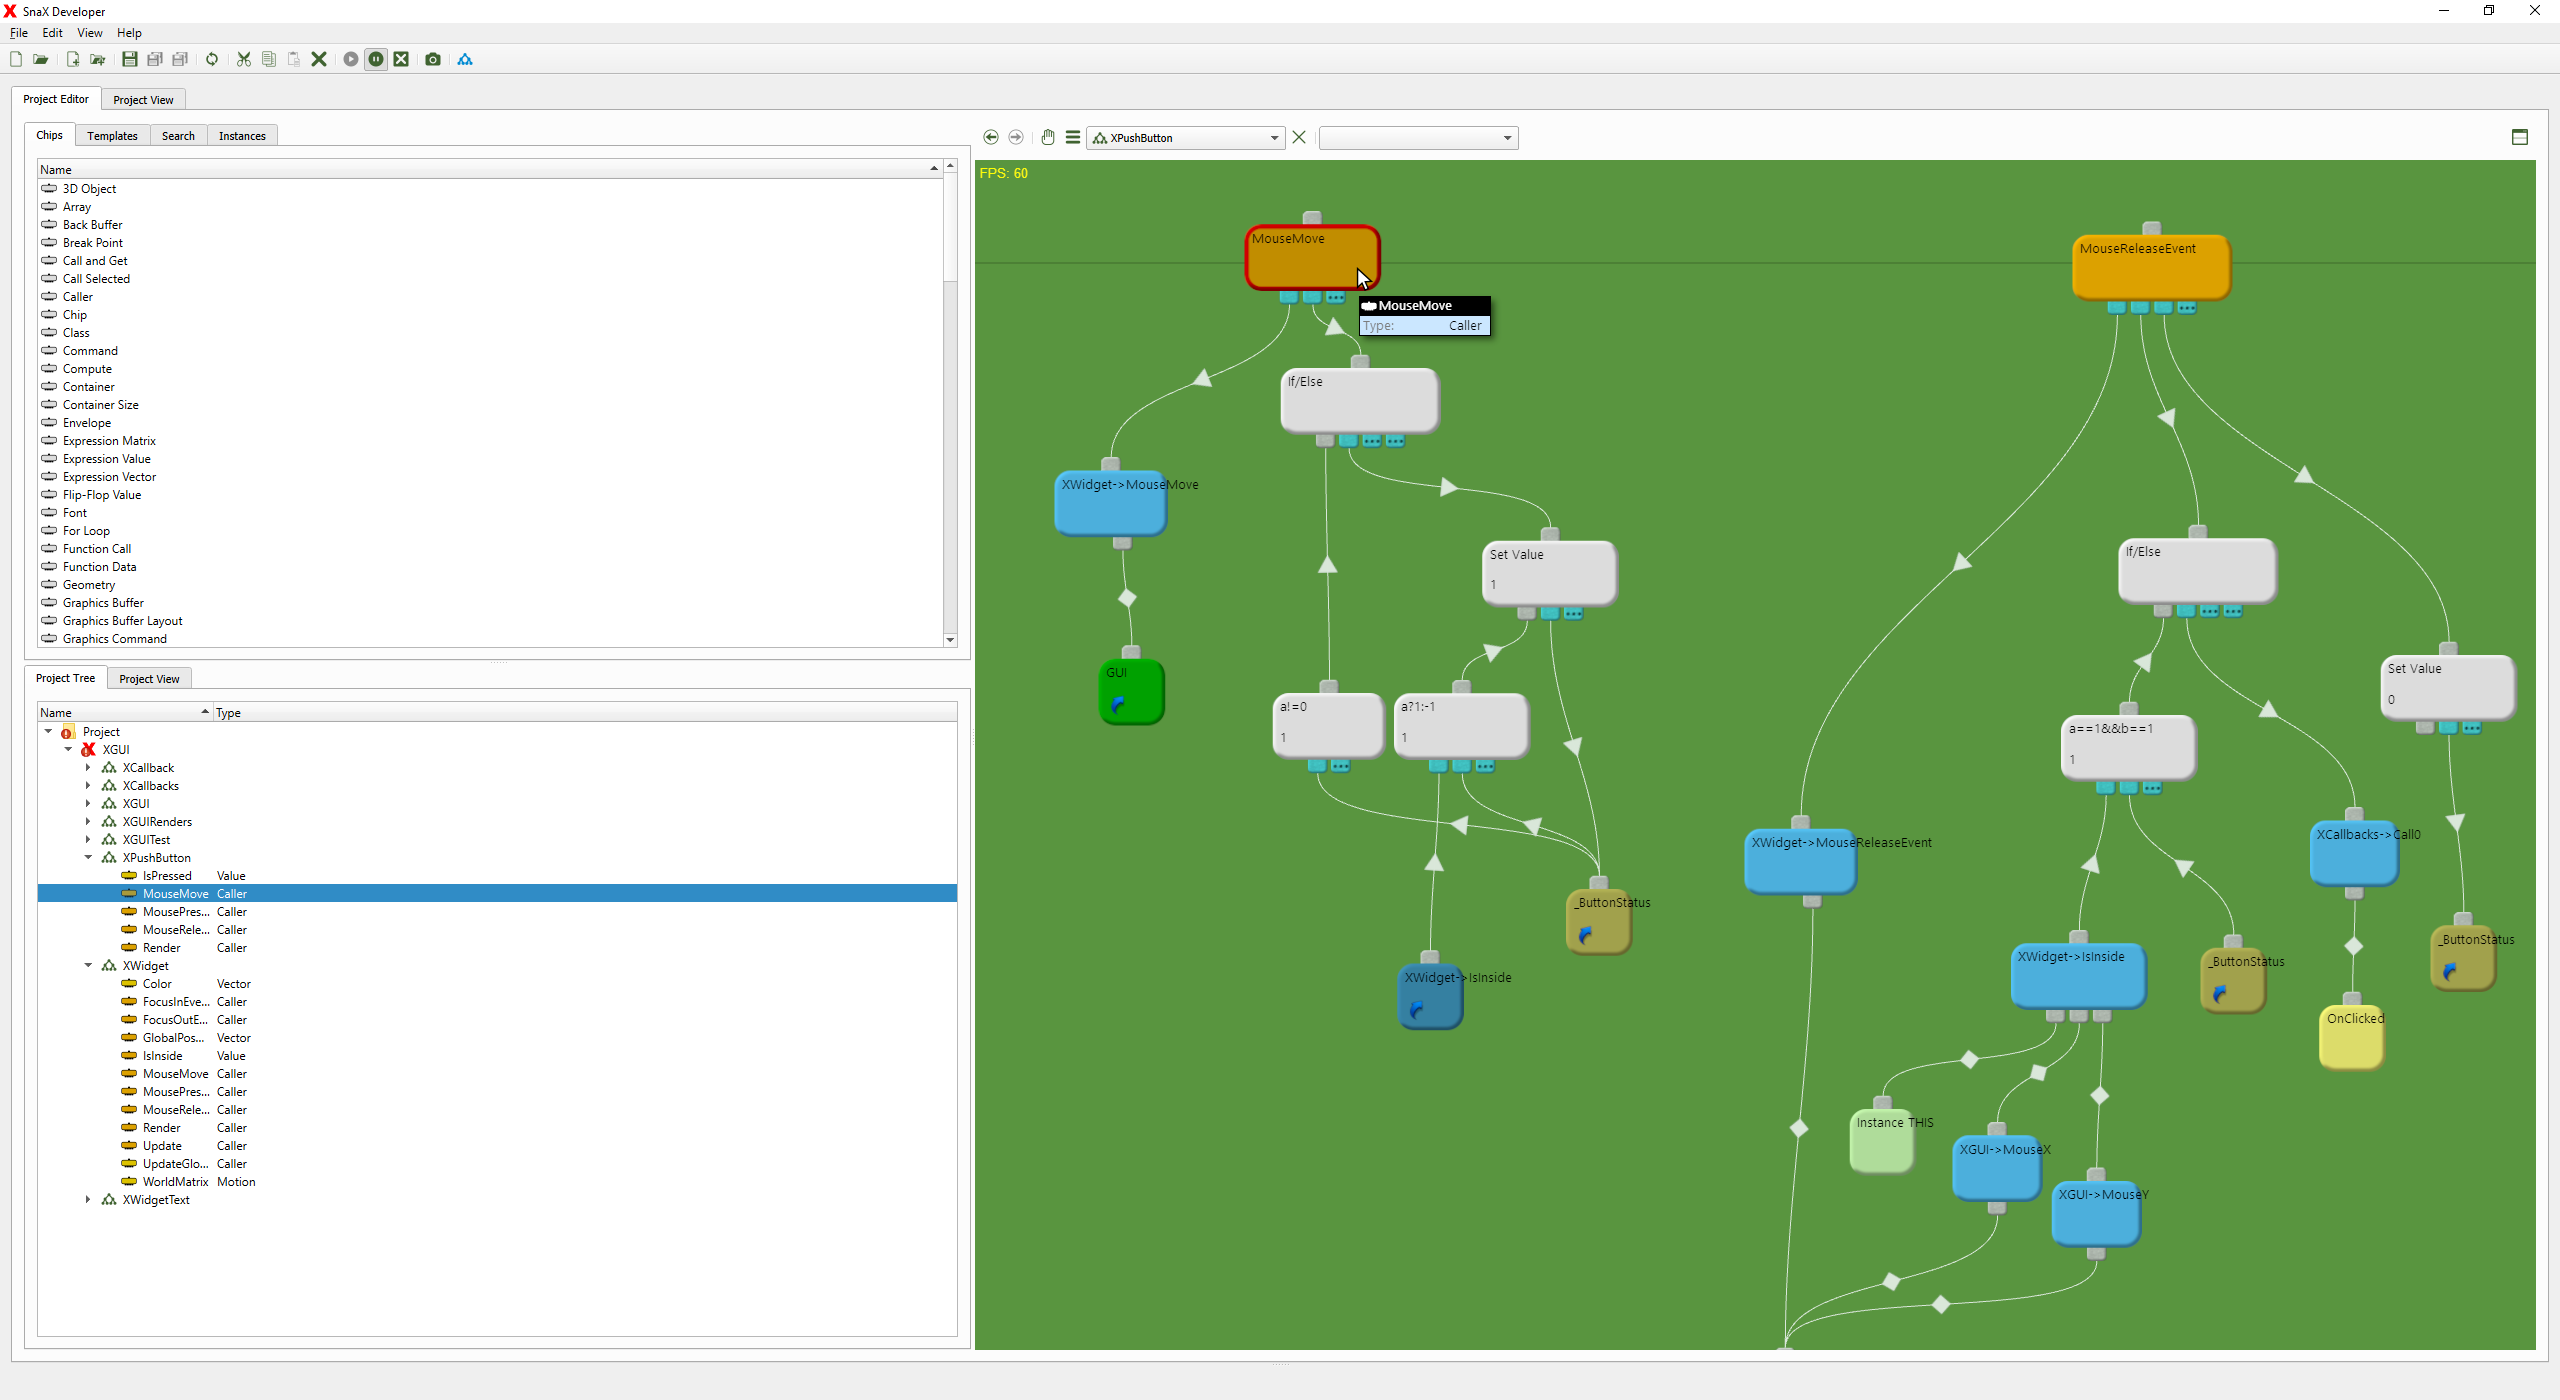 SnaX Developer
File Edit View Help
Project Editor Project View
Chips Templates Search Instances
Name
3D Object
Array
Back Buffer
Break Point
Call and Get
Call Selected
Caller
Chip
Class
Command
Compute
Container
Container Size
Envelope
Expression Matrix
Expression Value
Expression Vector
Flip-Flop Value
Font
For Loop
Function Call
Function Data
Geometry
Graphics Buffer
Graphics Buffer Layout
Graphics Command
Project Tree Project View
Name Type
Project
XGUI
XCallback
XCallbacks
XGUI
XGUIRenders
XGUITest
XPushButton
IsPressed Value
MouseMove Caller
MousePres... Caller
MouseRele... Caller
Render Caller
XWidget
Color Vector
FocusInEve... Caller
FocusOutE... Caller
GlobalPos... Vector
IsInside Value
MouseMove Caller
MousePres... Caller
MouseRele... Caller
Render Caller
Update Caller
UpdateGlo... Caller
WorldMatrix Motion
XWidgetText
XPushButton
FPS: 60
MouseMove
MouseMove
Type: Caller
If/Else
XWidget->MouseMove
Set Value
1
GUI
a!=0
1
a?1:-1
1
_ButtonStatus
XWidget->IsInside
MouseReleaseEvent
If/Else
Set Value
0
a==1&&b==1
1
XWidget->MouseReleaseEvent
XCallbacks->Call0
XWidget->IsInside
_ButtonStatus
_ButtonStatus
OnClicked
Instance THIS
XGUI->MouseX
XGUI->MouseY